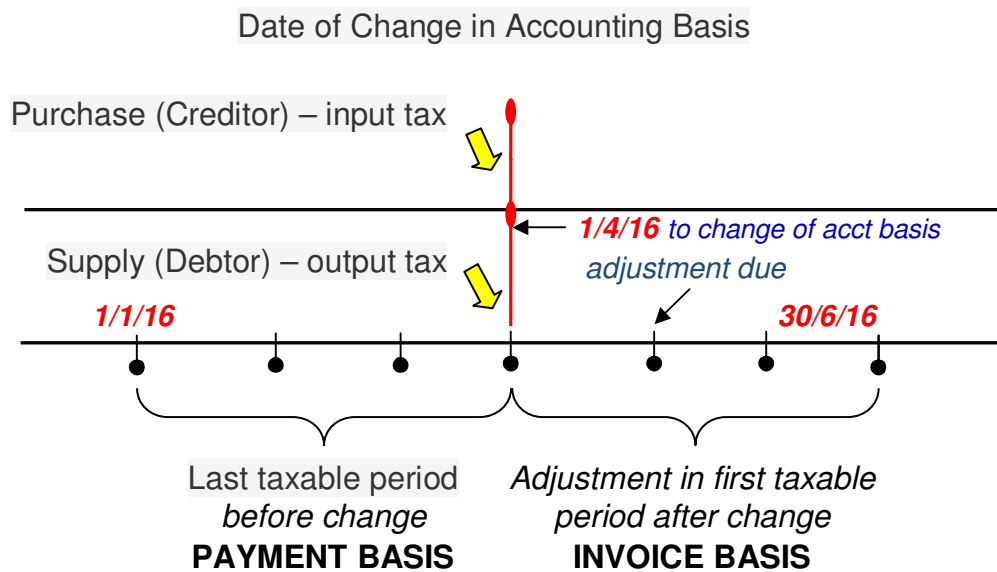 Date of Change in Accounting Basis
Purchase (Creditor) – input tax
1/4/16 to change of acct basis
Supply (Debtor) – output tax
adjustment due
1/1/16
30/6/16
Last taxable period
before change
PAYMENT BASIS
Adjustment in first taxable
period after change
INVOICE BASIS